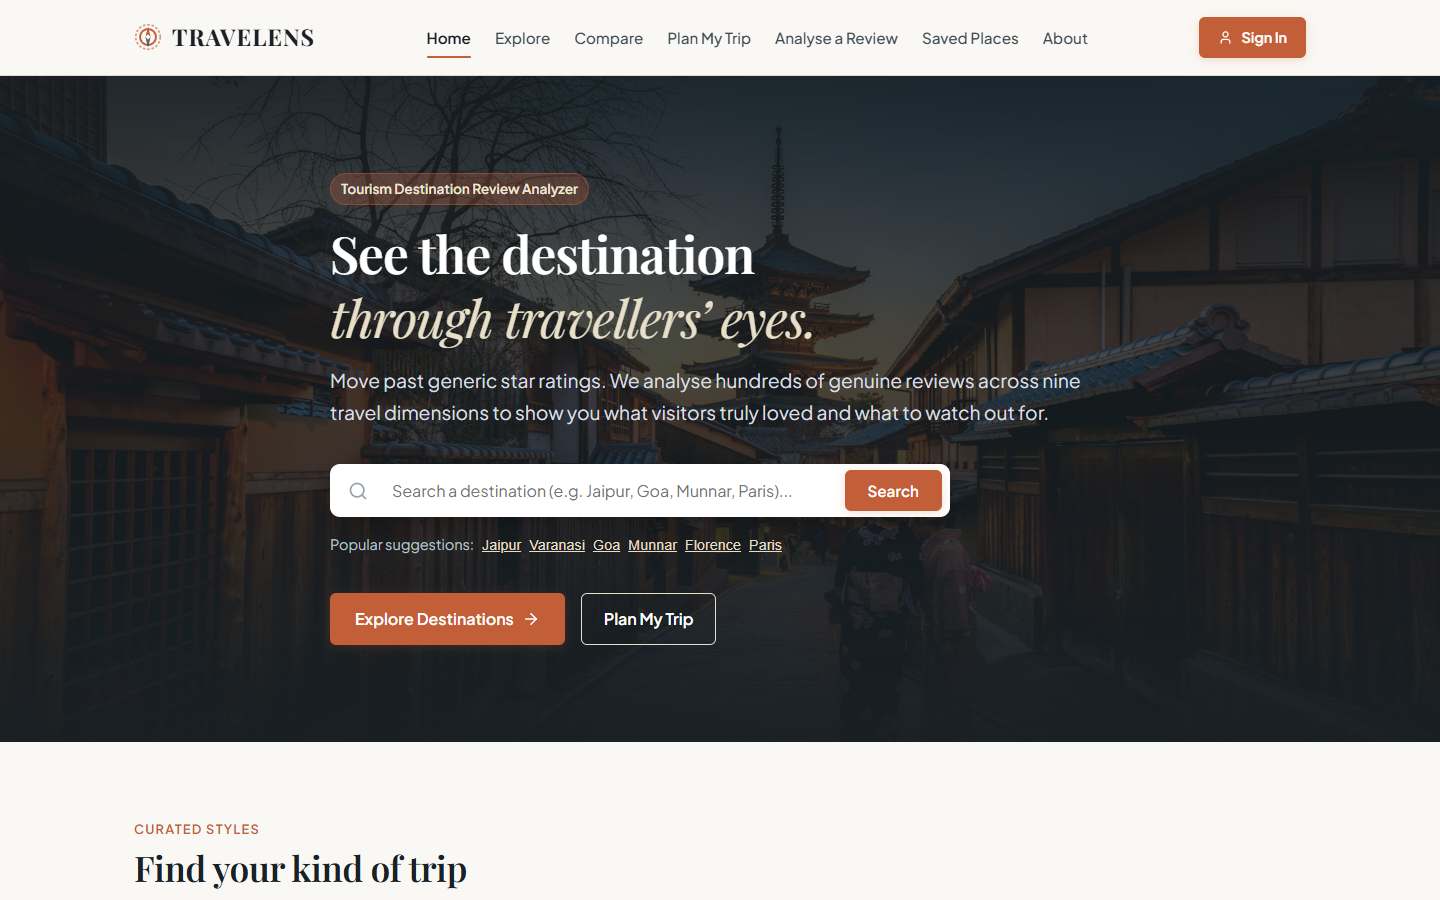 TRAVELENS
Home Explore Compare Plan My Trip Analyse a Review Saved Places About
Sign In
Tourism Destination Review Analyzer
See the destination
through travellers’ eyes.
Move past generic star ratings. We analyse hundreds of genuine reviews across nine
travel dimensions to show you what visitors truly loved and what to watch out for.
Search a destination (e.g. Jaipur, Goa, Munnar, Paris)...
Search
Popular suggestions: Jaipur Varanasi Goa Munnar Florence Paris
Explore Destinations
Plan My Trip
CURATED STYLES
Find your kind of trip